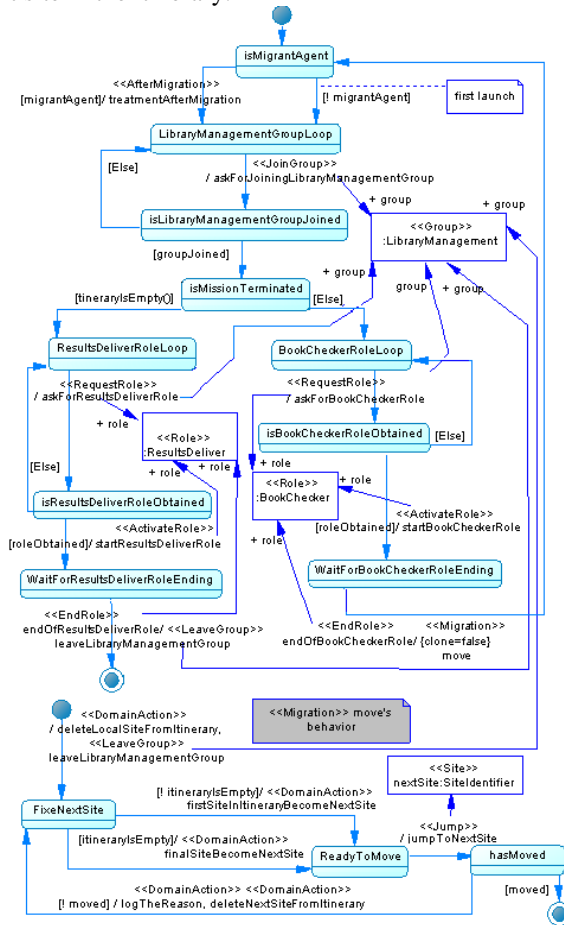 isMigrantAgent
<<AfterMigration>>
[migrantAgent]/ treatmentAfterMigration
[! migrantAgent]
first launch
LibraryManagementGroupLoop
<<JoinGroup>>
/ askForJoiningLibraryManagementGroup
[Else]
+ group
+ group
isLibraryManagementGroupJoined
<<Group>>
:LibraryManagement
[groupJoined]
+ group
isMissionTerminated
group
+ group
[tineraryIsEmpty()]
[Else]
ResultsDeliverRoleLoop
BookCheckerRoleLoop
<<RequestRole>>
/ askForResultsDeliverRole
<<RequestRole>>
/ askForBookCheckerRole
+ role
<<Role>>
:ResultsDeliver
isBookCheckerRoleObtained
[Else]
+ role
+ role
+ role
[Else]
<<Role>>
:BookChecker
+ role
isResultsDeliverRoleObtained
<<ActivateRole>>
[roleObtained]/ startResultsDeliverRole
<<ActivateRole>>
[roleObtained]/ startBookCheckerRole
+ role
WaitForResultsDeliverRoleEnding
WaitForBookCheckerRoleEnding
<<EndRole>>
endOfResultsDeliverRole/ <<LeaveGroup>>
leaveLibraryManagementGroup
<<EndRole>> <<Migration>>
endOfBookCheckerRole/ {clone=false}
move
<<DomainAction>>
/ deleteLocalSiteFromItinerary,
<<LeaveGroup>>
leaveLibraryManagementGroup
<<Migration>> move's
behavior
<<Site>>
nextSite:SiteIdentifier
[! itineraryIsEmpty]/ <<DomainAction>>
firstSiteInItineraryBecomeNextSite
FixeNextSite
<<Jump>>
/ jumpToNextSite
[itineraryIsEmpty]/ <<DomainAction>>
finalSiteBecomeNextSite
ReadyToMove
hasMoved
<<DomainAction>> <<DomainAction>>
[! moved] / logTheReason, deleteNextSiteFromItinerary
[moved]